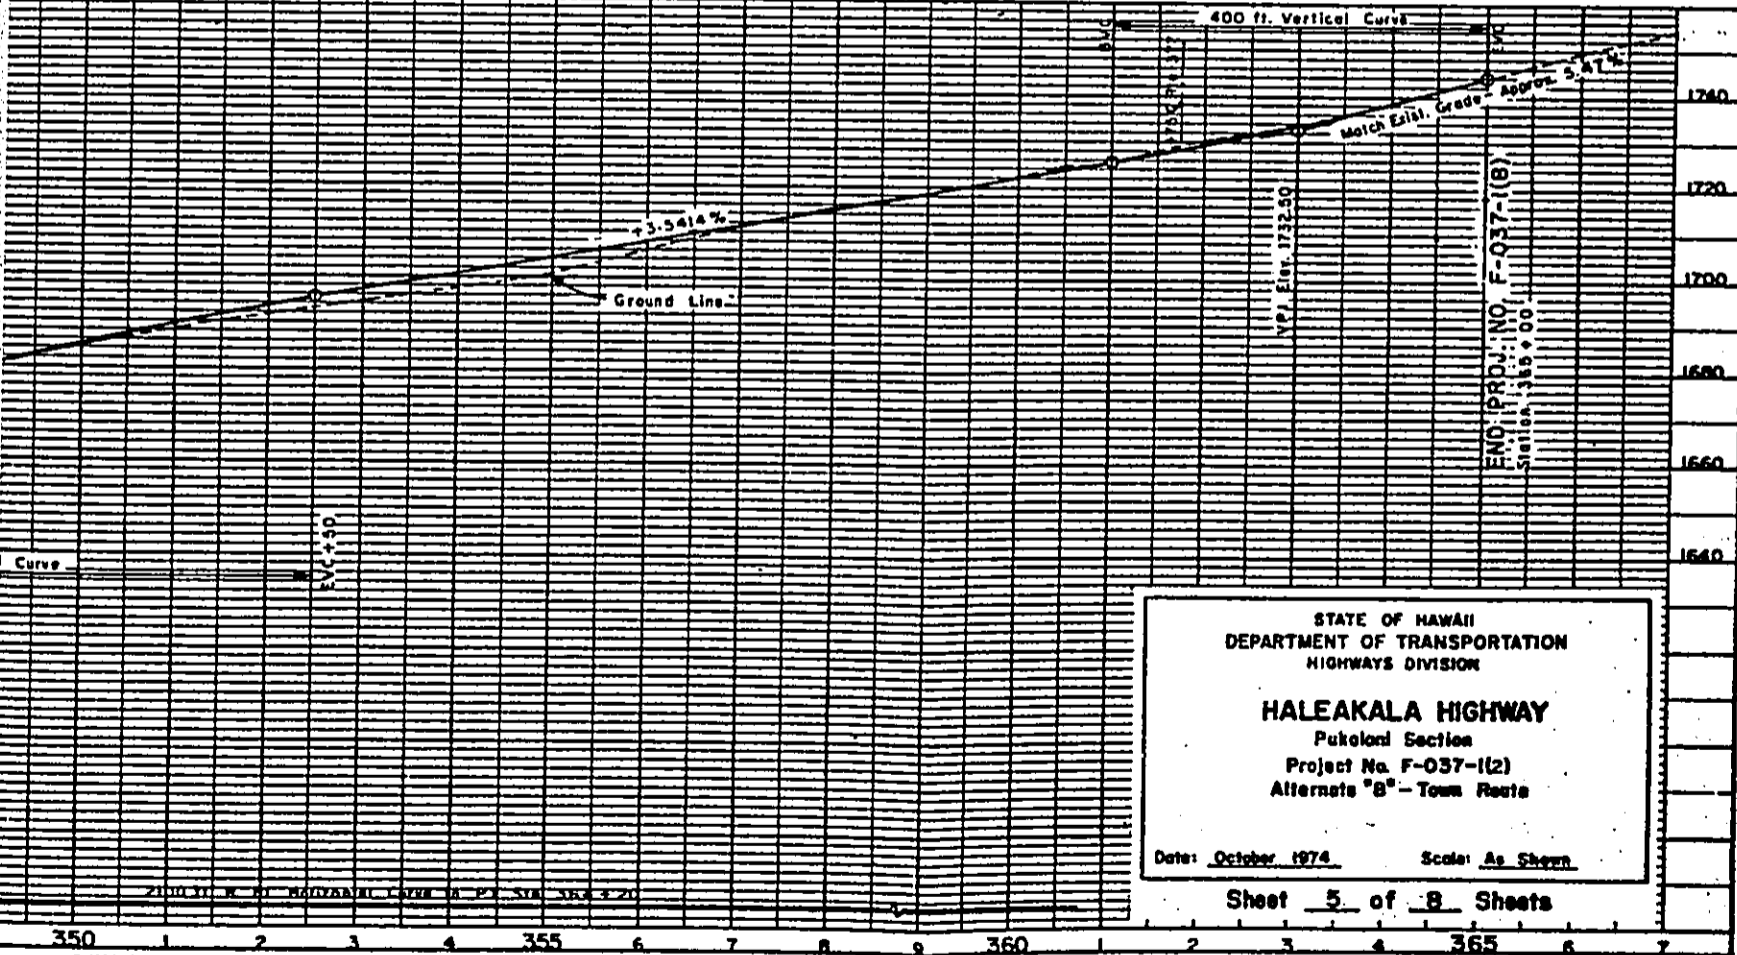 400 ft. Vertical Curve
BVC
EVC
Match Exist. Grade - Approx. 5.47%
+3.5414%
Ground Line
VPI Elev. 1732.50
END PROJ. NO. F-037-1(B)
Station 365+00
Curve
EVC+50
1740
1720
1700
1680
1660
1640
STATE OF HAWAII
DEPARTMENT OF TRANSPORTATION
HIGHWAYS DIVISION
HALEAKALA HIGHWAY
Pukalani Section
Project No. F-037-1(2)
Alternate "B" - Town Route
Date: October 1974 Scale: As Shown
Sheet 5 of 8 Sheets
350 1 2 3 4 355 6 7 8 9 360 1 2 3 4 365 6 7